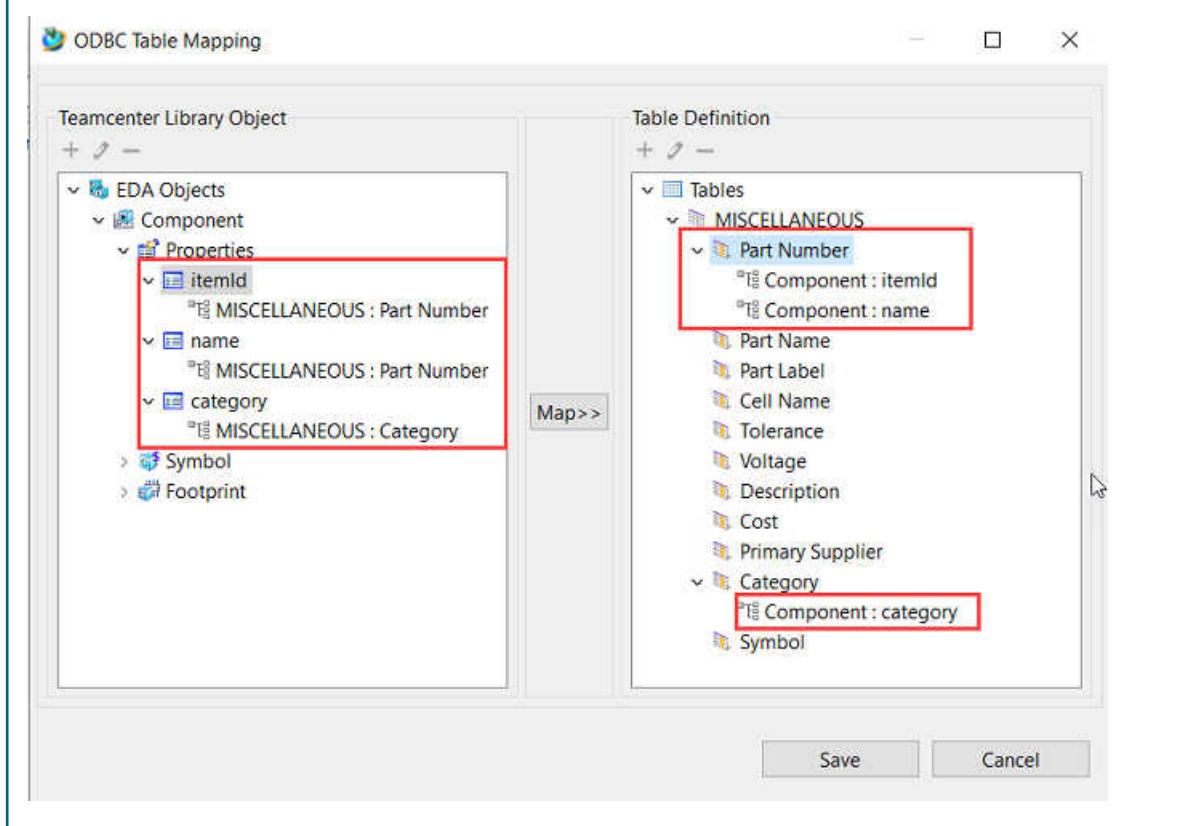 ODBC Table Mapping
Teamcenter Library Object
EDA Objects
Component
Properties
itemId
MISCELLANEOUS : Part Number
name
MISCELLANEOUS : Part Number
category
MISCELLANEOUS : Category
Symbol
Footprint
Map>>
Table Definition
Tables
MISCELLANEOUS
Part Number
Component : itemId
Component : name
Part Name
Part Label
Cell Name
Tolerance
Voltage
Description
Cost
Primary Supplier
Category
Component : category
Symbol
Save
Cancel